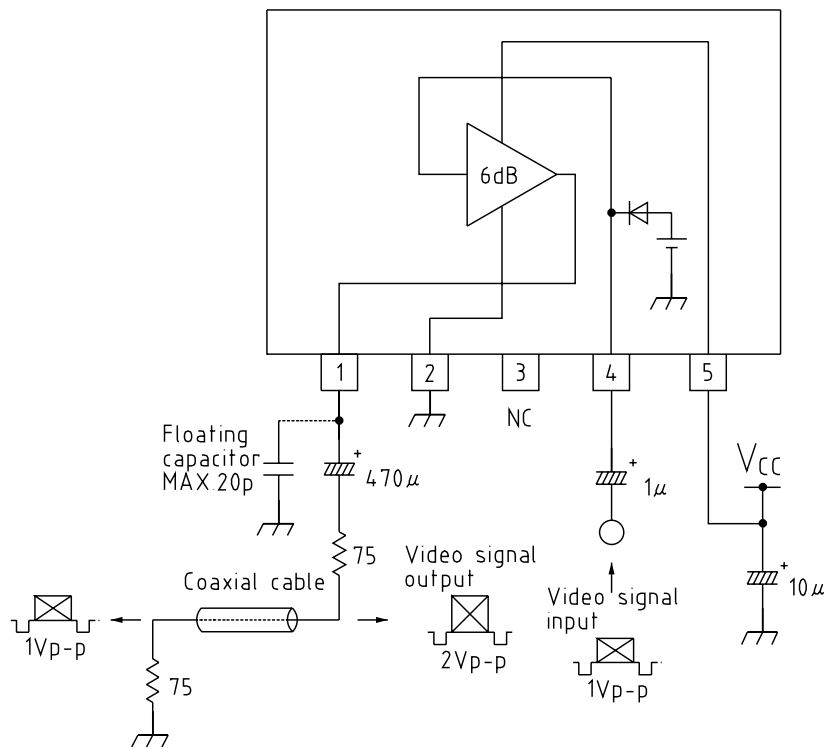 6dB
1
2
3
4
5
NC
Floating
capacitor
MAX.20p
+
470μ
+
1μ
VCC
+
10μ
75
Coaxial cable
Video signal
output
Video signal
input
1Vp-p
2Vp-p
1Vp-p
75